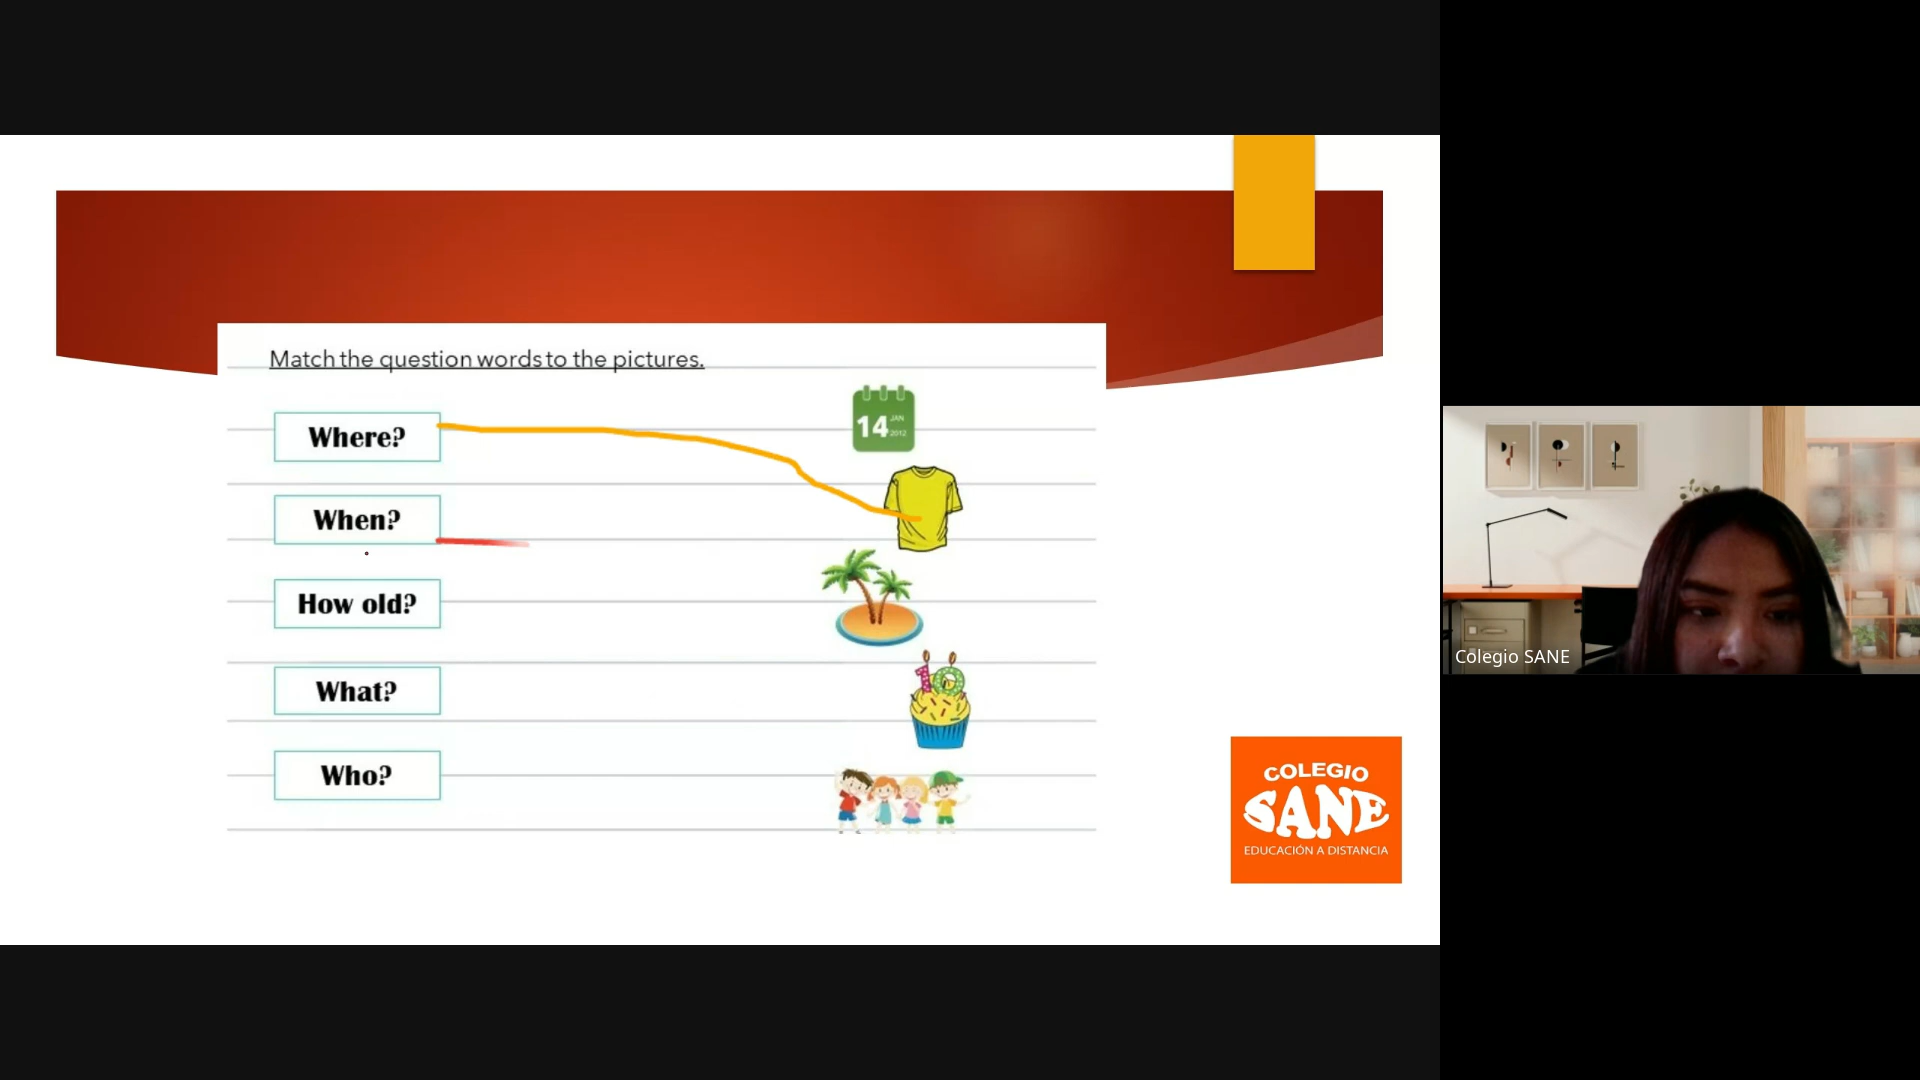 Match the question words to the pictures.
14 JAN 2012
Where?
When?
How old?
10
What?
Who?
COLEGIO
SANE
EDUCACIÓN A DISTANCIA
Colegio SANE